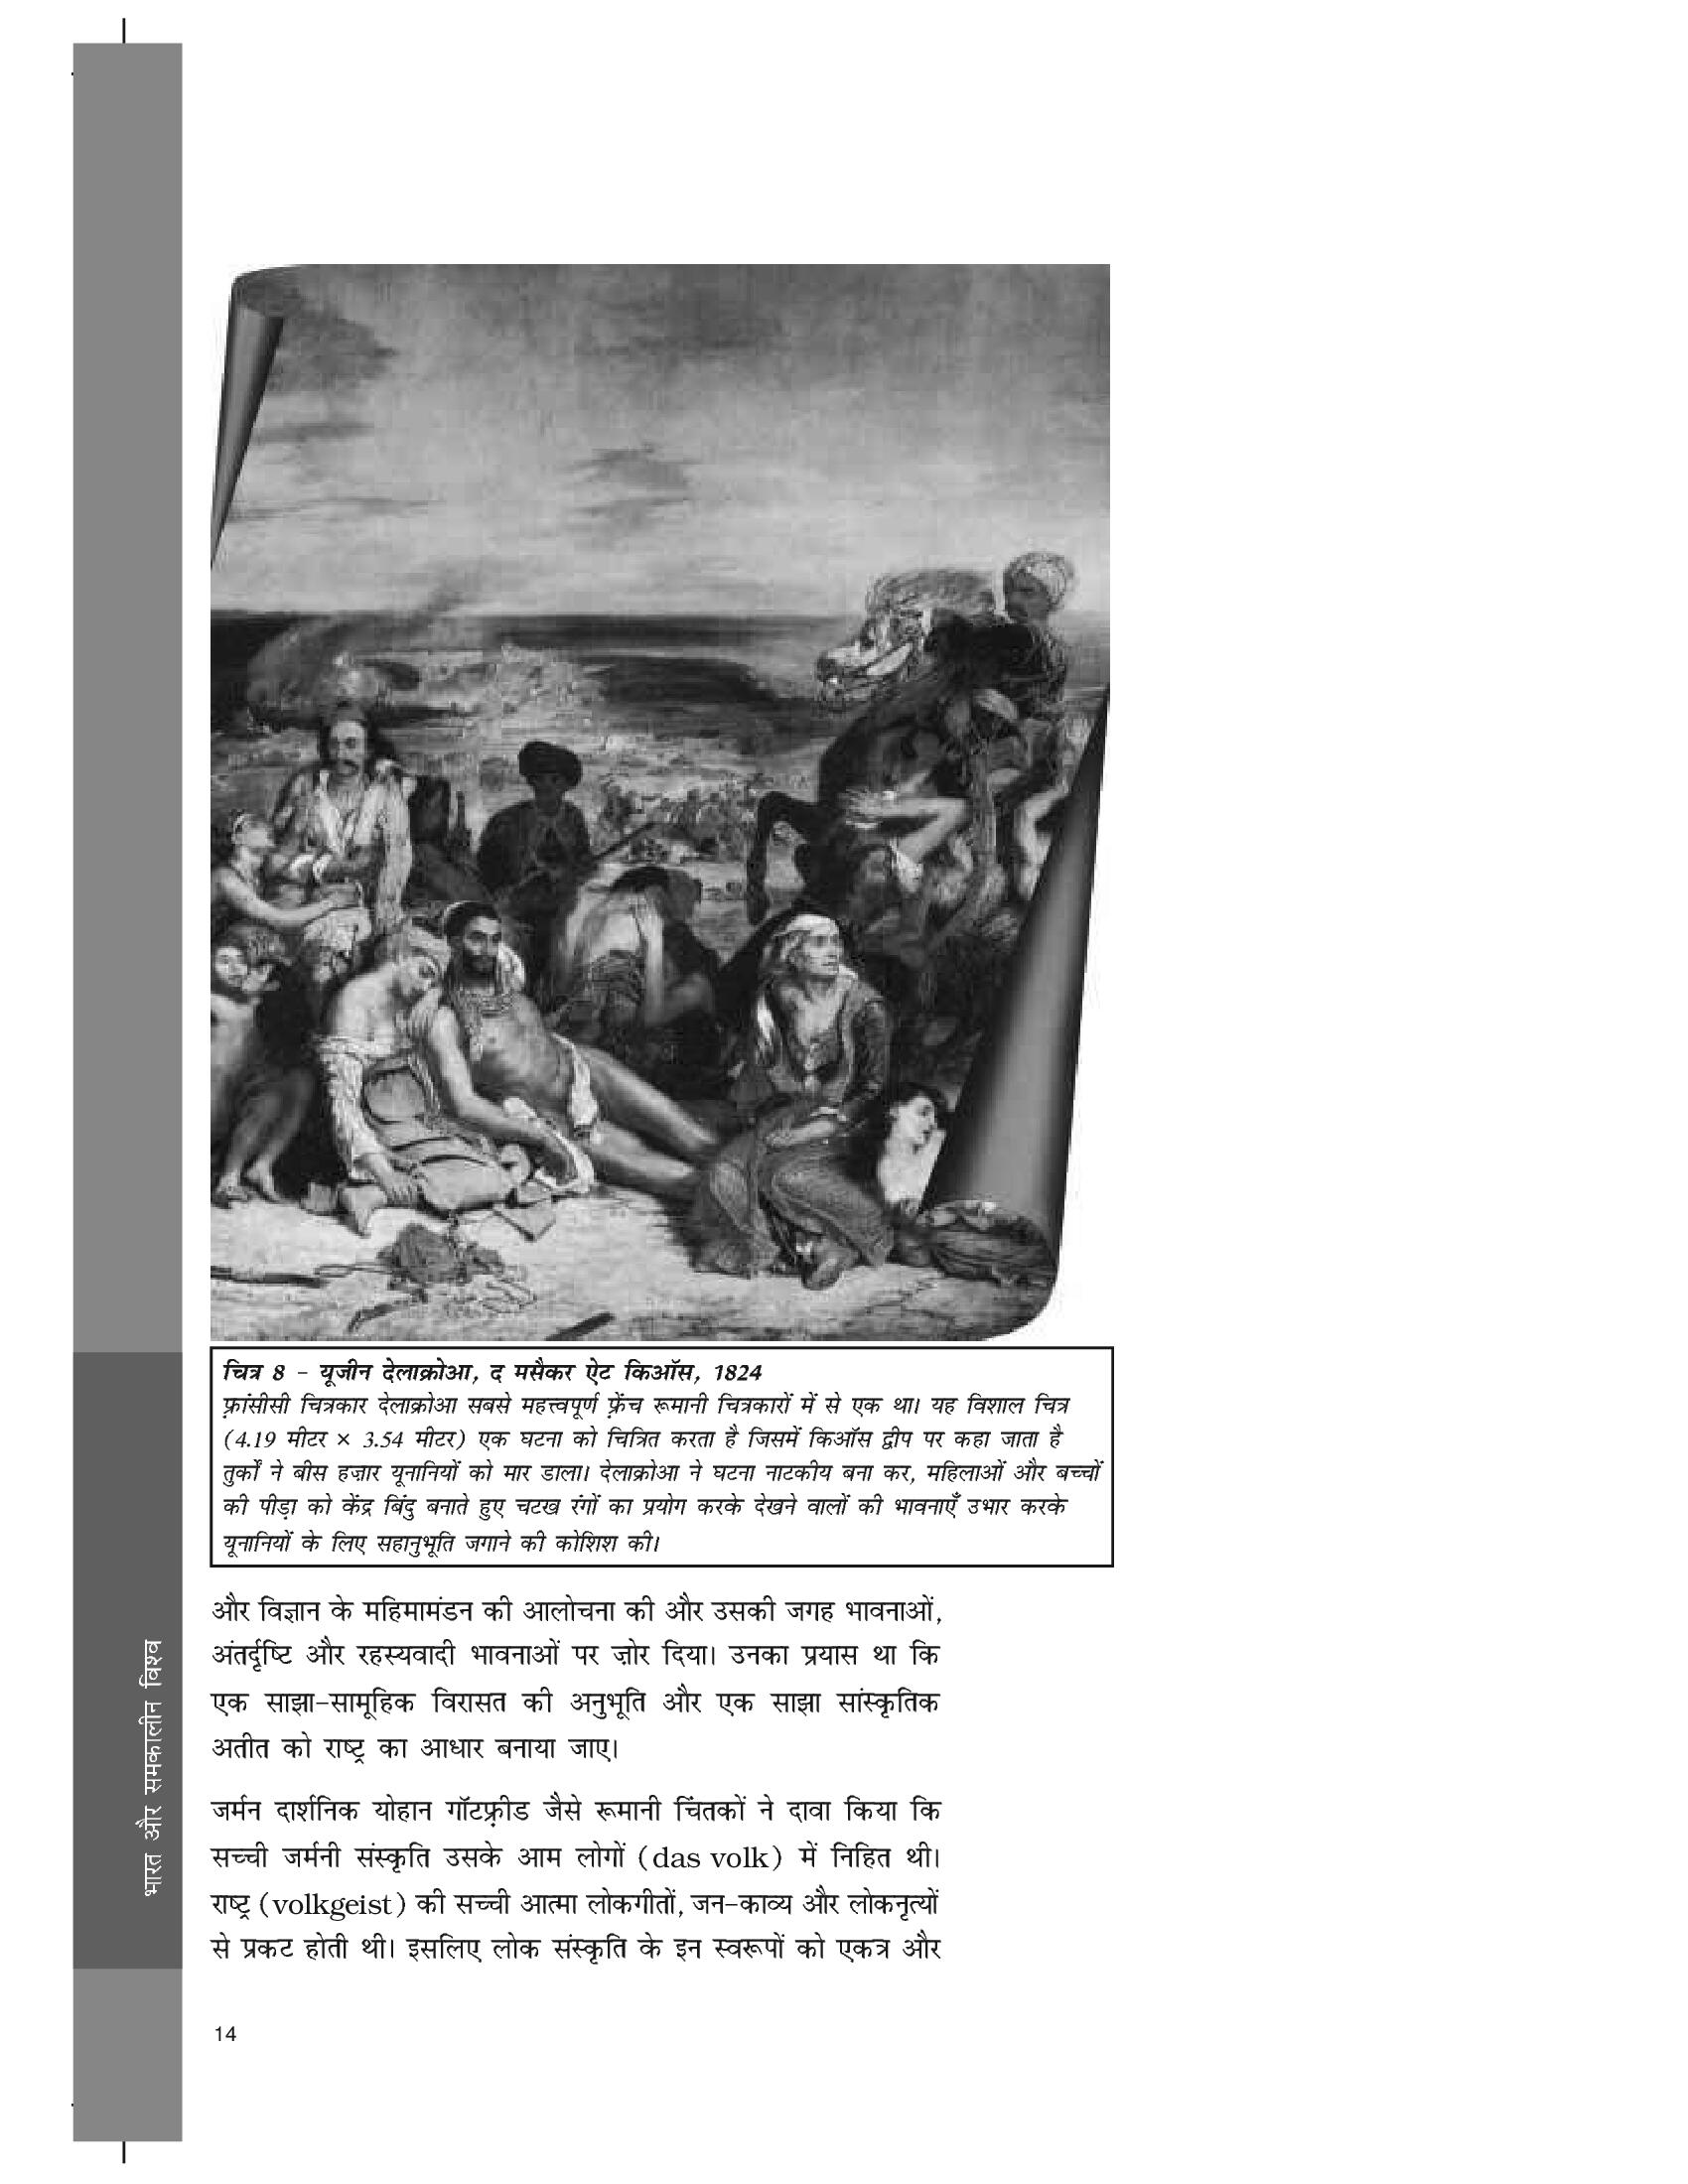 चित्र 8 – यूजीन देलाक्रोआ, द मसैकर ऐट किऑस, 1824
फ़्रांसीसी चित्रकार देलाक्रोआ सबसे महत्त्वपूर्ण फ़्रेंच रूमानी चित्रकारों में से एक था। यह विशाल चित्र
(4.19 मीटर × 3.54 मीटर) एक घटना को चित्रित करता है जिसमें किऑस द्वीप पर कहा जाता है
तुर्कों ने बीस हज़ार यूनानियों को मार डाला। देलाक्रोआ ने घटना नाटकीय बना कर, महिलाओं और बच्चों
की पीड़ा को केंद्र बिंदु बनाते हुए चटख रंगों का प्रयोग करके देखने वालों की भावनाएँ उभार करके
यूनानियों के लिए सहानुभूति जगाने की कोशिश की।
और विज्ञान के महिमामंडन की आलोचना की और उसकी जगह भावनाओं,
अंतर्दृष्टि और रहस्यवादी भावनाओं पर ज़ोर दिया। उनका प्रयास था कि
एक साझा-सामूहिक विरासत की अनुभूति और एक साझा सांस्कृतिक
अतीत को राष्ट्र का आधार बनाया जाए।
जर्मन दार्शनिक योहान गॉटफ़्रीड जैसे रूमानी चिंतकों ने दावा किया कि
सच्ची जर्मनी संस्कृति उसके आम लोगों (das volk) में निहित थी।
राष्ट्र (volkgeist) की सच्ची आत्मा लोकगीतों, जन-काव्य और लोकनृत्यों
से प्रकट होती थी। इसलिए लोक संस्कृति के इन स्वरूपों को एकत्र और
भारत और समकालीन विश्व
14